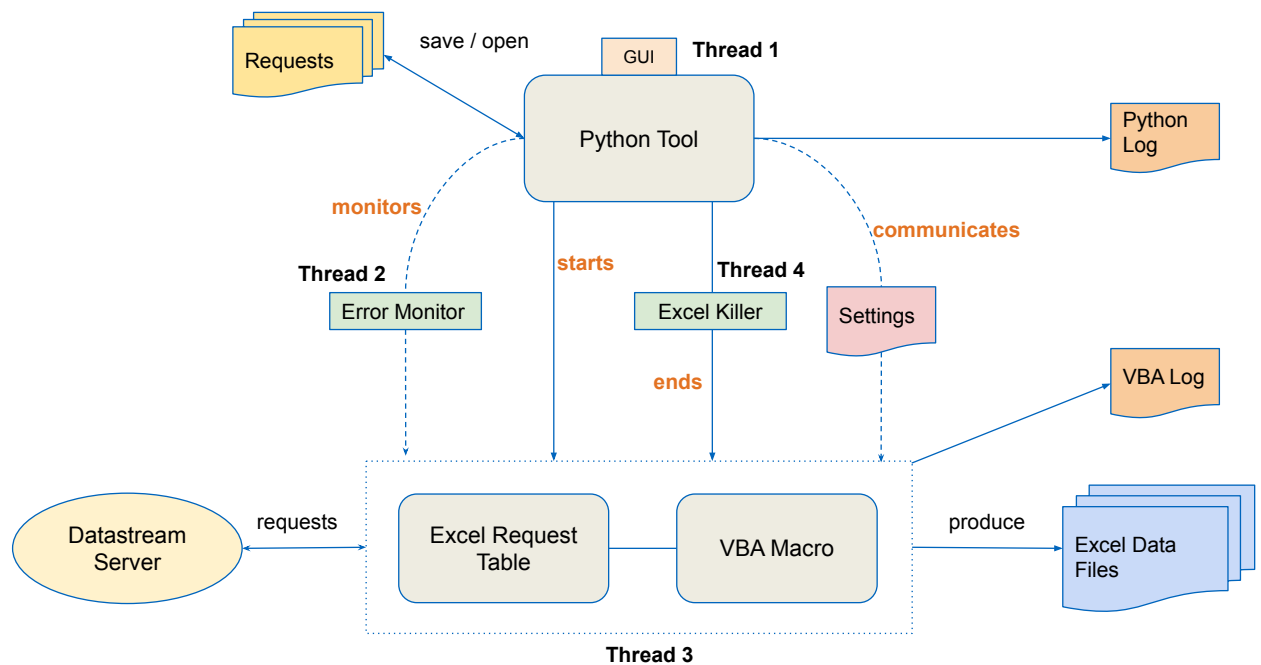 save / open
GUI
Thread 1
Requests
Python Tool
Python
Log
monitors
communicates
starts
Thread 2
Thread 4
Error Monitor
Excel Killer
Settings
ends
VBA Log
requests
produce
Datastream
Server
Excel Request
Table
VBA Macro
Excel Data
Files
Thread 3